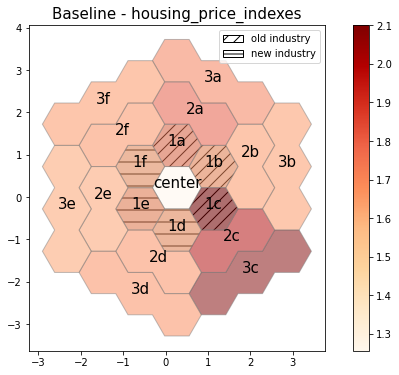 Baseline - housing_price_indexes
old industry
new industry
3a
3f
2a
2f
1a
2b
1f
1b
3b
center
2e
3e
1e
1c
1d
2c
2d
3c
3d
4
3
2
1
0
−1
−2
−3
−3
−2
−1
0
1
2
3
2.1
2.0
1.9
1.8
1.7
1.6
1.5
1.4
1.3